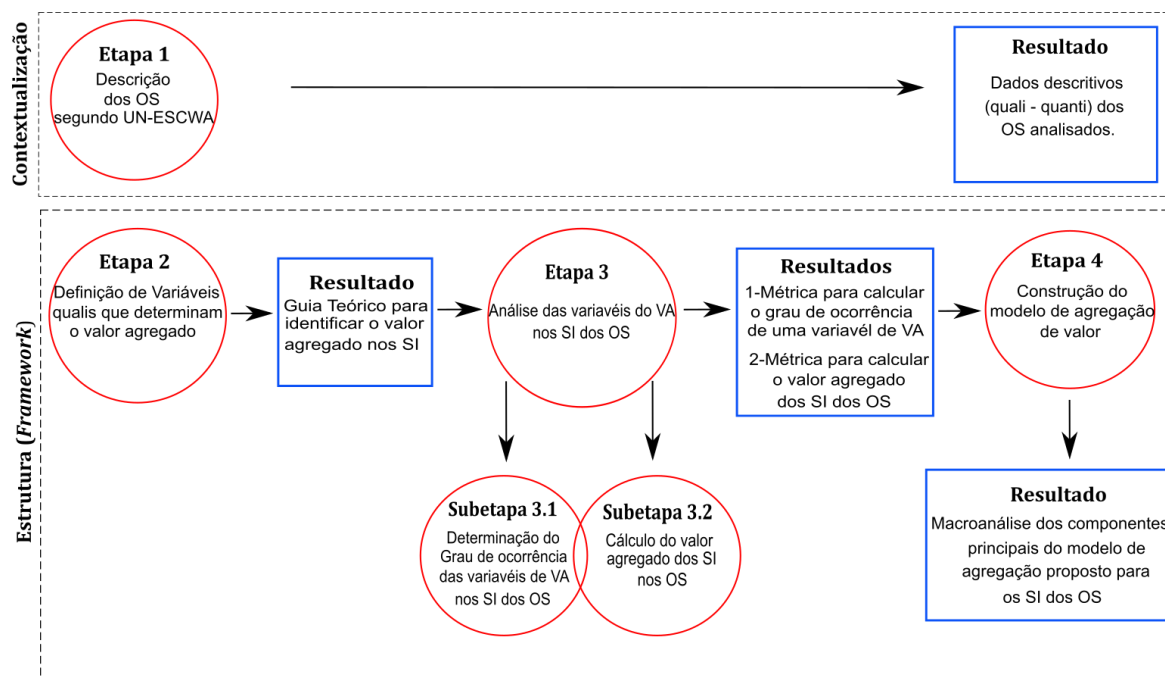 Contextualização
Etapa 1
Descrição
dos OS
segundo UN-ESCWA
Resultado
Dados descritivos
(quali - quanti) dos
OS analisados.
Estrutura (Framework)
Etapa 2
Definição de Variáveis
qualis que determinam
o valor agregado
Resultado
Guia Teórico para
identificar o valor
agregado nos SI
Etapa 3
Análise das variavéis do VA
nos SI dos OS
Subetapa 3.1
Determinação do
Grau de ocorrência
das variavéis de VA
nos SI dos OS
Subetapa 3.2
Cálculo do valor
agregado dos SI
nos OS
Resultados
1-Métrica para calcular
o grau de ocorrência
de uma variavél de VA
2-Métrica para calcular
o valor agregado
dos SI dos OS
Etapa 4
Construção do
modelo de agregação
de valor
Resultado
Macroanálise dos componentes
principais do modelo de
agregação proposto para
os SI dos OS